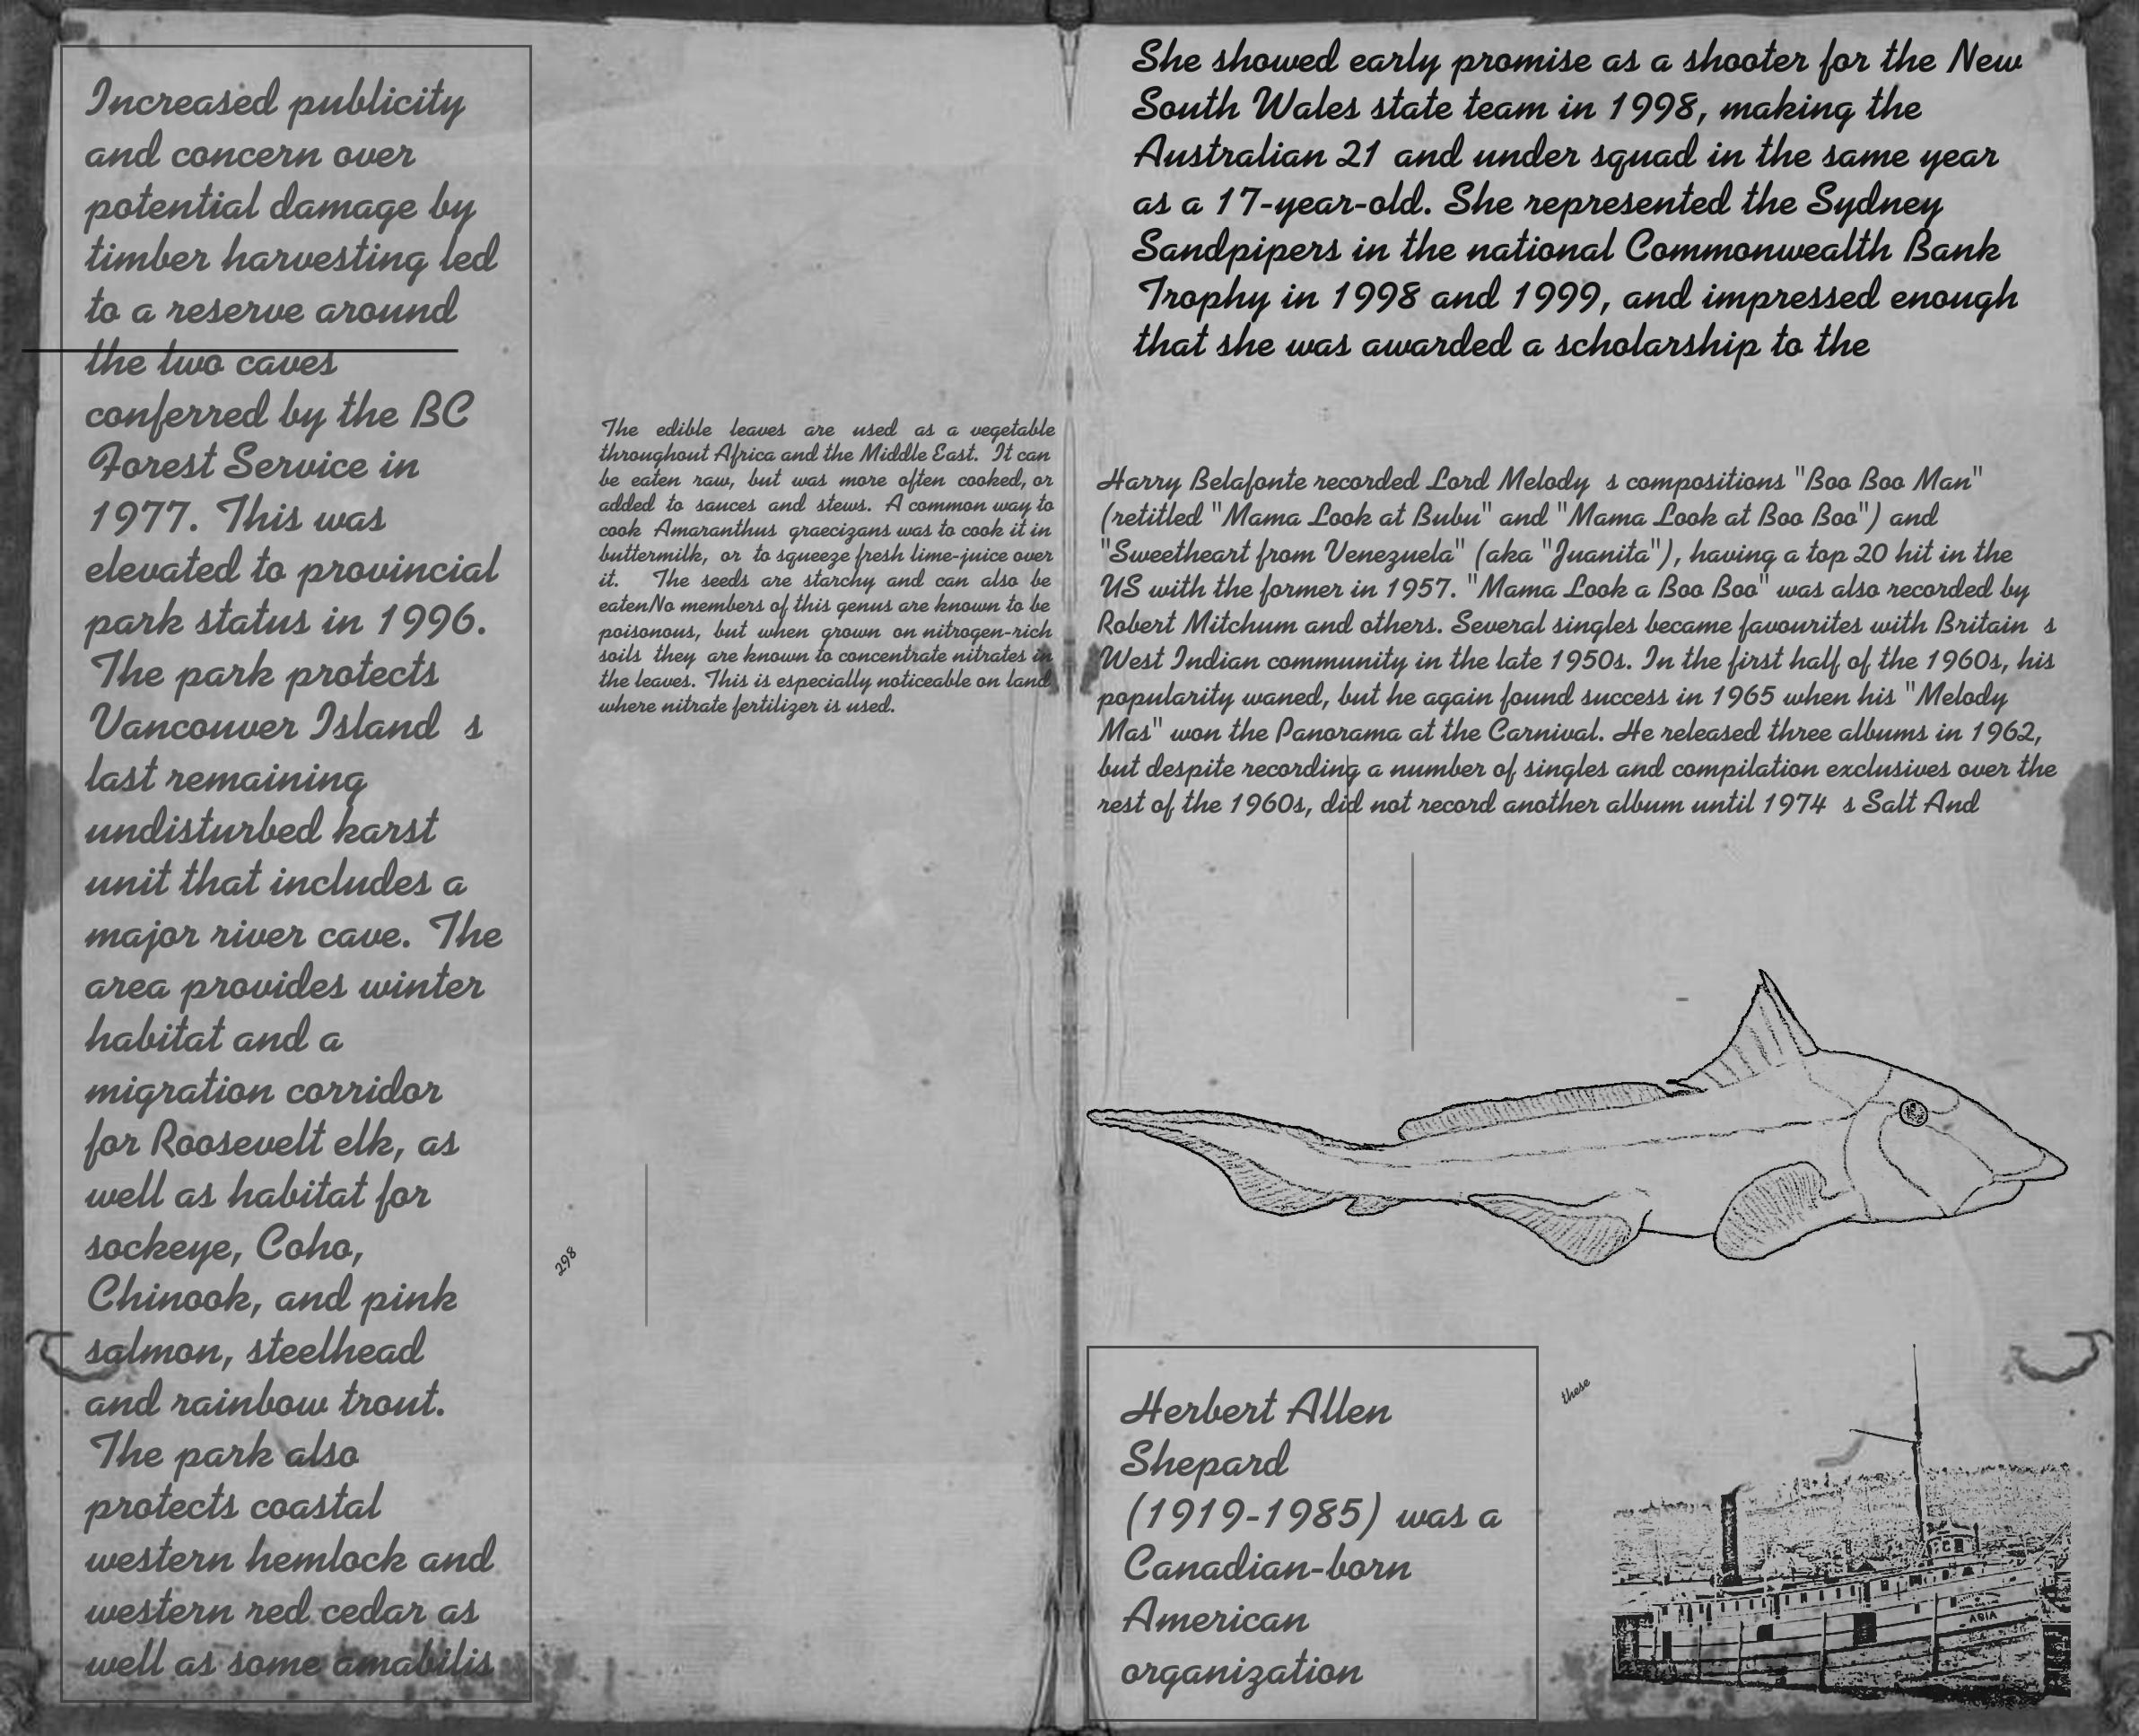 Increased publicity
and concern over
potential damage by
timber harvesting led
to a reserve around
the two caves
conferred by the BC
Forest Service in
1977. This was
elevated to provincial
park status in 1996.
The park protects
Vancouver Island s
last remaining
undisturbed karst
unit that includes a
major river cave. The
area provides winter
habitat and a
migration corridor
for Roosevelt elk, as
well as habitat for
sockeye, Coho,
Chinook, and pink
salmon, steelhead
and rainbow trout.
The park also
protects coastal
western hemlock and
western red cedar as
well as some amabilis
The edible leaves are used as a vegetable
throughout Africa and the Middle East. It can
be eaten raw, but was more often cooked, or
added to sauces and stews. A common way to
cook Amaranthus graecizans was to cook it in
buttermilk, or to squeeze fresh lime-juice over
it. The seeds are starchy and can also be
eatenNo members of this genus are known to be
poisonous, but when grown on nitrogen-rich
soils they are known to concentrate nitrates in
the leaves. This is especially noticeable on land
where nitrate fertilizer is used.
298
She showed early promise as a shooter for the New
South Wales state team in 1998, making the
Australian 21 and under squad in the same year
as a 17-year-old. She represented the Sydney
Sandpipers in the national Commonwealth Bank
Trophy in 1998 and 1999, and impressed enough
that she was awarded a scholarship to the
Harry Belafonte recorded Lord Melody s compositions "Boo Boo Man"
(retitled "Mama Look at Bubu" and "Mama Look at Boo Boo") and
"Sweetheart from Venezuela" (aka "Juanita"), having a top 20 hit in the
US with the former in 1957. "Mama Look a Boo Boo" was also recorded by
Robert Mitchum and others. Several singles became favourites with Britain s
West Indian community in the late 1950s. In the first half of the 1960s, his
popularity waned, but he again found success in 1965 when his "Melody
Mas" won the Panorama at the Carnival. He released three albums in 1962,
but despite recording a number of singles and compilation exclusives over the
rest of the 1960s, did not record another album until 1974 s Salt And
Herbert Allen
Shepard
(1919-1985) was a
Canadian-born
American
organization
these
ASIA